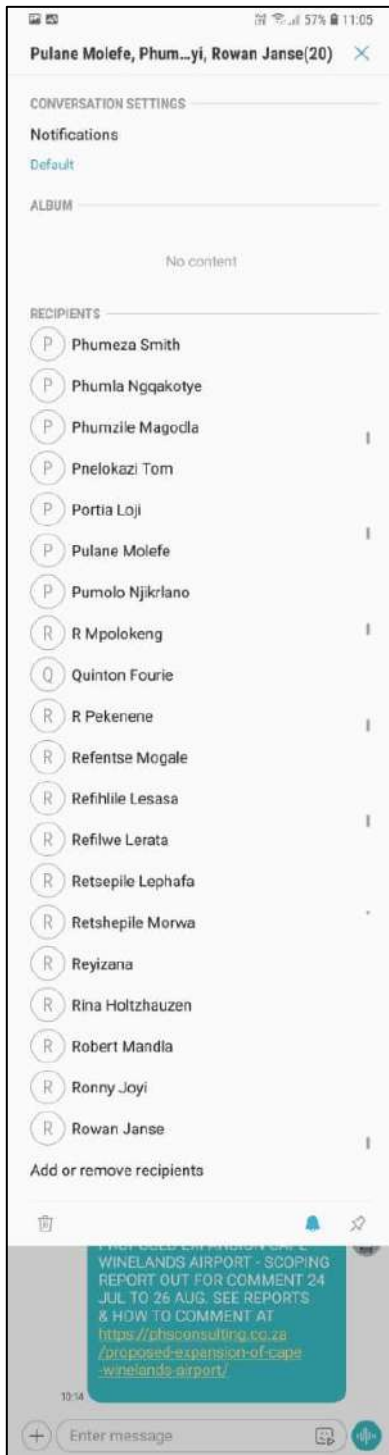 57% 11:05
Pulane Molefe, Phum...yi, Rowan Janse(20)
CONVERSATION SETTINGS
Notifications
Default
ALBUM
No content
RECIPIENTS
P Phumeza Smith
P Phumla Ngqakotye
P Phumzile Magodla
P Pnelokazi Tom
P Portia Loji
P Pulane Molefe
P Pumolo Njikrlano
R R Mpolokeng
Q Quinton Fourie
R R Pekenene
R Refentse Mogale
R Refihlile Lesasa
R Refilwe Lerata
R Retsepile Lephafa
R Retshepile Morwa
R Reyizana
R Rina Holtzhauzen
R Robert Mandla
R Ronny Joyi
R Rowan Janse
Add or remove recipients
PROPOSED EXPANSION CAPE
WINELANDS AIRPORT - SCOPING
REPORT OUT FOR COMMENT 24
JUL TO 26 AUG. SEE REPORTS
& HOW TO COMMENT AT
https://phsconsulting.co.za
/proposed-expansion-of-cape
-winelands-airport/
10:14
Enter message